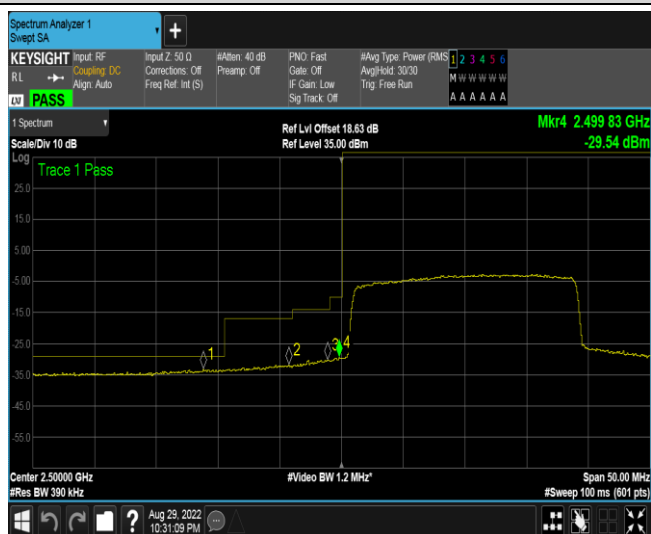 Spectrum Analyzer 1
Swept SA
+
KEYSIGHT
RL
LXI PASS
Input: RF
Coupling: DC
Align: Auto
Input Z: 50 Ω
Corrections: Off
Freq Ref: Int (S)
#Atten: 40 dB
Preamp: Off
PNO: Fast
Gate: Off
IF Gain: Low
Sig Track: Off
#Avg Type: Power (RMS
Avg|Hold: 30/30
Trig: Free Run
1 2 3 4 5 6
M W W W W W
A A A A A A
1 Spectrum
Scale/Div 10 dB
Ref Lvl Offset 18.63 dB
Ref Level 35.00 dBm
Mkr4 2.499 83 GHz
-29.54 dBm
Log
Trace 1 Pass
25.0
15.0
5.00
-5.00
-15.0
-25.0
-35.0
-45.0
-55.0
1
2
3
4
Center 2.50000 GHz
#Res BW 390 kHz
#Video BW 1.2 MHz*
Span 50.00 MHz
#Sweep 100 ms (601 pts)
?
Aug 29, 2022
10:31:09 PM